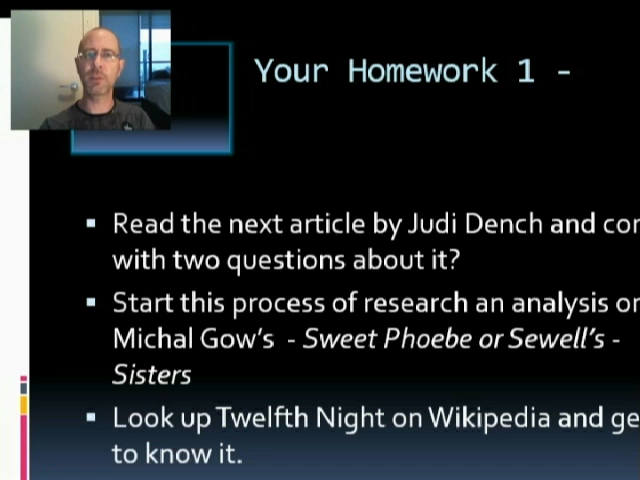 Your Homework 1 -
Read the next article by Judi Dench and
with two questions about it?
Start this process of research an analysis
Michal Gow's - Sweet Phoebe or Sewell's -
Sisters
Look up Twelfth Night on Wikipedia and
to know it.